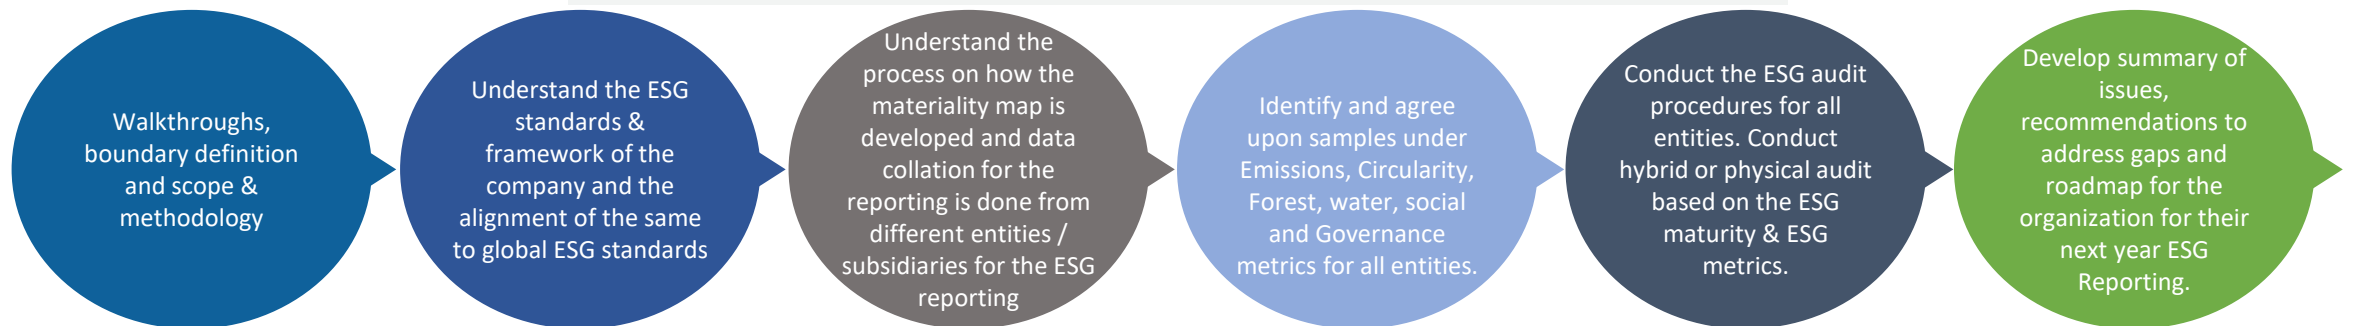 Walkthroughs,
boundary definition
and scope &
methodology
Understand the ESG
standards &
framework of the
company and the
alignment of the same
to global ESG standards
Understand the
process on how the
materiality map is
developed and data
collation for the
reporting is done from
different entities /
subsidiaries for the ESG
reporting
Identify and agree
upon samples under
Emissions, Circularity,
Forest, water, social
and Governance
metrics for all entities.
Conduct the ESG audit
procedures for all
entities. Conduct
hybrid or physical audit
based on the ESG
maturity & ESG
metrics.
Develop summary of
issues,
recommendations to
address gaps and
roadmap for the
organization for their
next year ESG
Reporting.